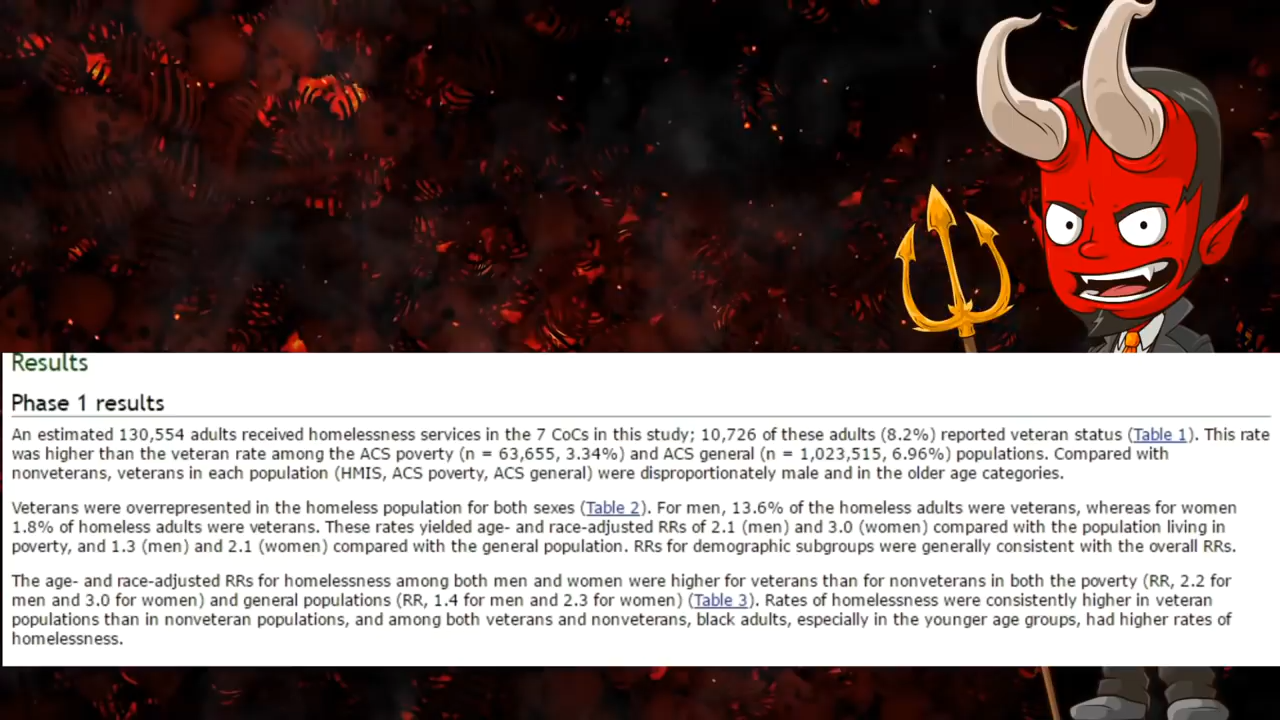 Results
Phase 1 results
An estimated 130,554 adults received homelessness services in the 7 CoCs in this study; 10,726 of these adults (8.2%) reported veteran status (Table 1). This rate
was higher than the veteran rate among the ACS poverty (n = 63,655, 3.34%) and ACS general (n = 1,023,515, 6.96%) populations. Compared with
nonveterans, veterans in each population (HMIS, ACS poverty, ACS general) were disproportionately male and in the older age categories.
Veterans were overrepresented in the homeless population for both sexes (Table 2). For men, 13.6% of the homeless adults were veterans, whereas for women
1.8% of homeless adults were veterans. These rates yielded age- and race-adjusted RRs of 2.1 (men) and 3.0 (women) compared with the population living in
poverty, and 1.3 (men) and 2.1 (women) compared with the general population. RRs for demographic subgroups were generally consistent with the overall RRs.
The age- and race-adjusted RRs for homelessness among both men and women were higher for veterans than for nonveterans in both the poverty (RR, 2.2 for
men and 3.0 for women) and general populations (RR, 1.4 for men and 2.3 for women) (Table 3). Rates of homelessness were consistently higher in veteran
populations than in nonveteran populations, and among both veterans and nonveterans, black adults, especially in the younger age groups, had higher rates of
homelessness.